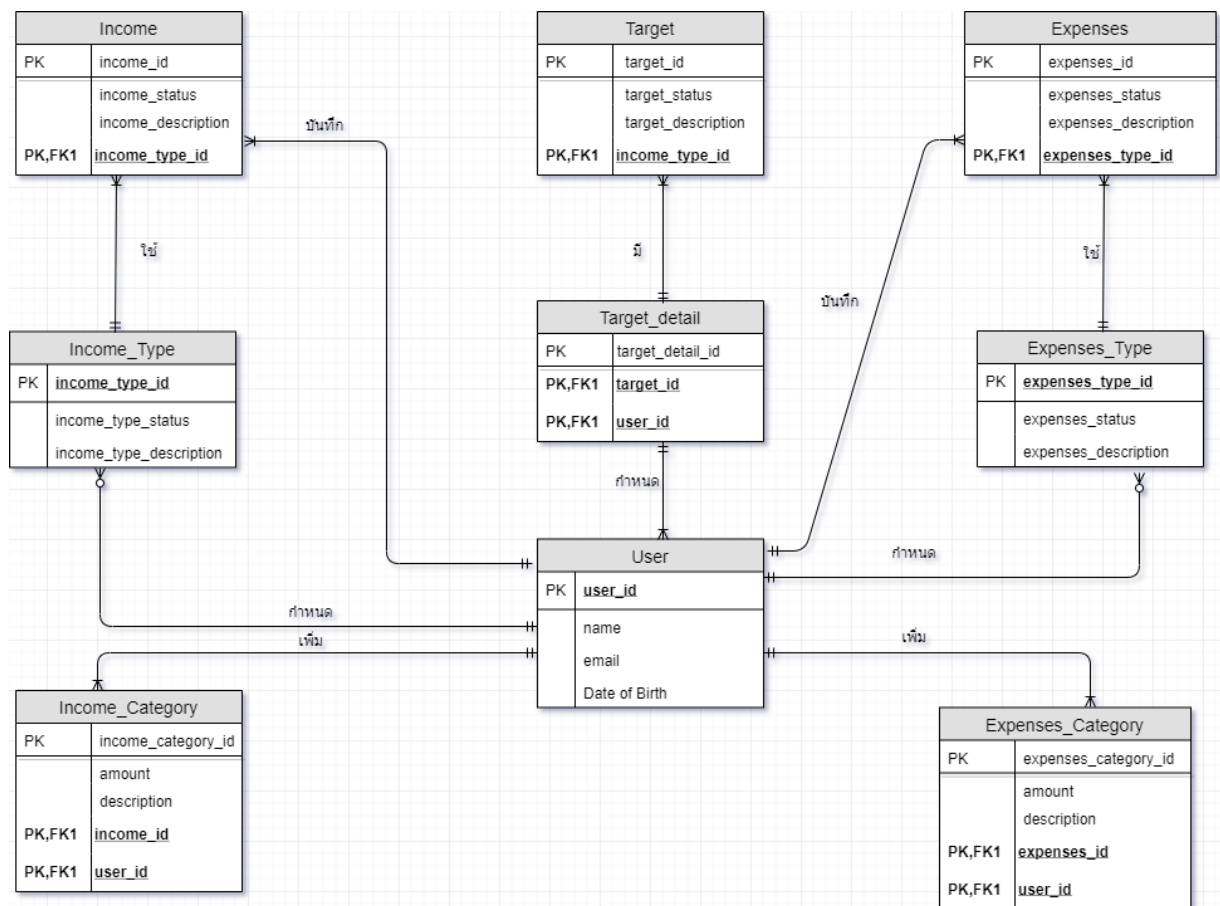 Income
PK income_id
income_status
income_description
PK,FK1 income_type_id
Target
PK target_id
target_status
target_description
PK,FK1 income_type_id
Expenses
PK expenses_id
expenses_status
expenses_description
PK,FK1 expenses_type_id
บันทึก
ใช้
มี
บันทึก
ใช้
Income_Type
PK income_type_id
income_type_status
income_type_description
Target_detail
PK target_detail_id
PK,FK1 target_id
PK,FK1 user_id
Expenses_Type
PK expenses_type_id
expenses_status
expenses_description
กำหนด
กำหนด
กำหนด
เพิ่ม
เพิ่ม
User
PK user_id
name
email
Date of Birth
Income_Category
PK income_category_id
amount
description
PK,FK1 income_id
PK,FK1 user_id
Expenses_Category
PK expenses_category_id
amount
description
PK,FK1 expenses_id
PK,FK1 user_id